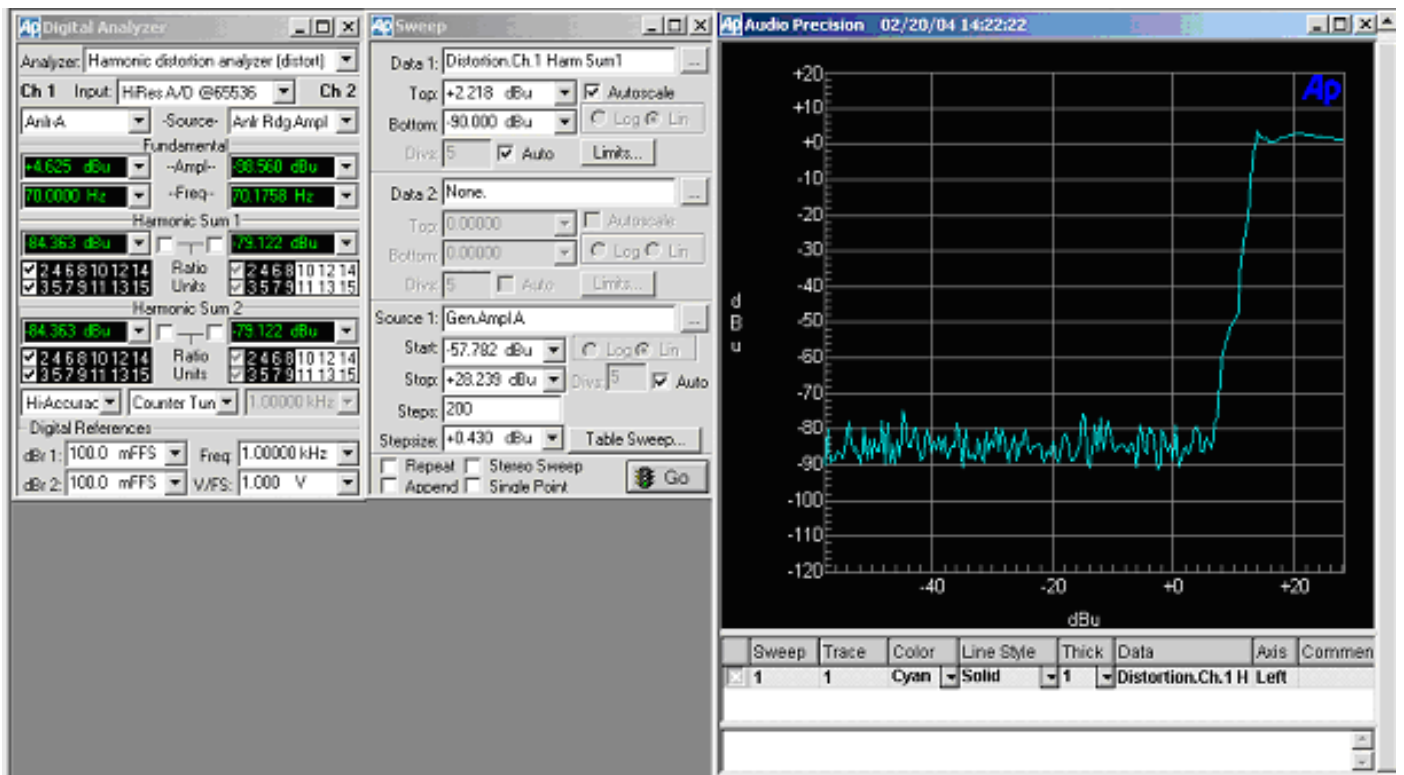 Ap Digital Analyzer
Analyzer: Harmonic distortion analyzer (distort)
Ch 1 Input: HiRes A/D @65536 Ch 2
Anlr-A -Source- Anlr Rdg Ampl
Fundamental
+4.625 dBu --Ampl-- -98.560 dBu
70.0000 Hz --Freq-- 70.1758 Hz
Harmonic Sum 1
-84.363 dBu -79.122 dBu
2 4 6 8 10 12 14 Ratio 2 4 6 8 10 12 14
3 5 7 9 11 13 15 Units 3 5 7 9 11 13 15
Harmonic Sum 2
-84.363 dBu -79.122 dBu
2 4 6 8 10 12 14 Ratio 2 4 6 8 10 12 14
3 5 7 9 11 13 15 Units 3 5 7 9 11 13 15
Hi-Accurac Counter Tun 1.00000 kHz
Digital References
dBr 1: 100.0 mFFS Freq: 1.00000 kHz
dBr 2: 100.0 mFFS V/FS: 1.000 V
Ap Sweep
Data 1: Distortion.Ch.1 Harm Sum1 ...
Top: +2.218 dBu Autoscale
Bottom: -90.000 dBu Log Lin
Divs: 5 Auto Limits...
Data 2: None. ...
Top: 0.00000 Autoscale
Bottom: 0.00000 Log Lin
Divs: 5 Auto Limits...
Source 1: Gen.Ampl.A ...
Start: -57.782 dBu Log Lin
Stop: +28.239 dBu Divs: 5 Auto
Steps: 200
Stepsize: +0.430 dBu Table Sweep...
Repeat Stereo Sweep
Append Single Point Go
Ap Audio Precision 02/20/04 14:22:22
Ap
+20
+10
+0
-10
-20
-30
-40
-50
-60
-70
-80
-90
-100
-110
-120
d
B
u
-40 -20 +0 +20
dBu
Sweep Trace Color Line Style Thick Data Axis Commen
1 1 Cyan Solid 1 Distortion.Ch.1 H Left